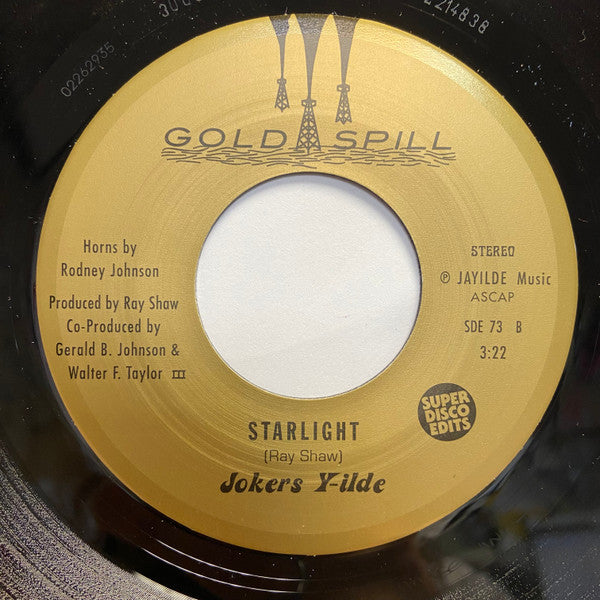 02262935
GOLD SPILL
Horns by
Rodney Johnson
Produced by Ray Shaw
Co-Produced by
Gerald B. Johnson &
Walter F. Taylor III
STEREO
℗ JAYILDE Music
ASCAP
SDE 73 B
3:22
SUPER
DISCO
EDITS
STARLIGHT
(Ray Shaw)
Jokers Y-ilde